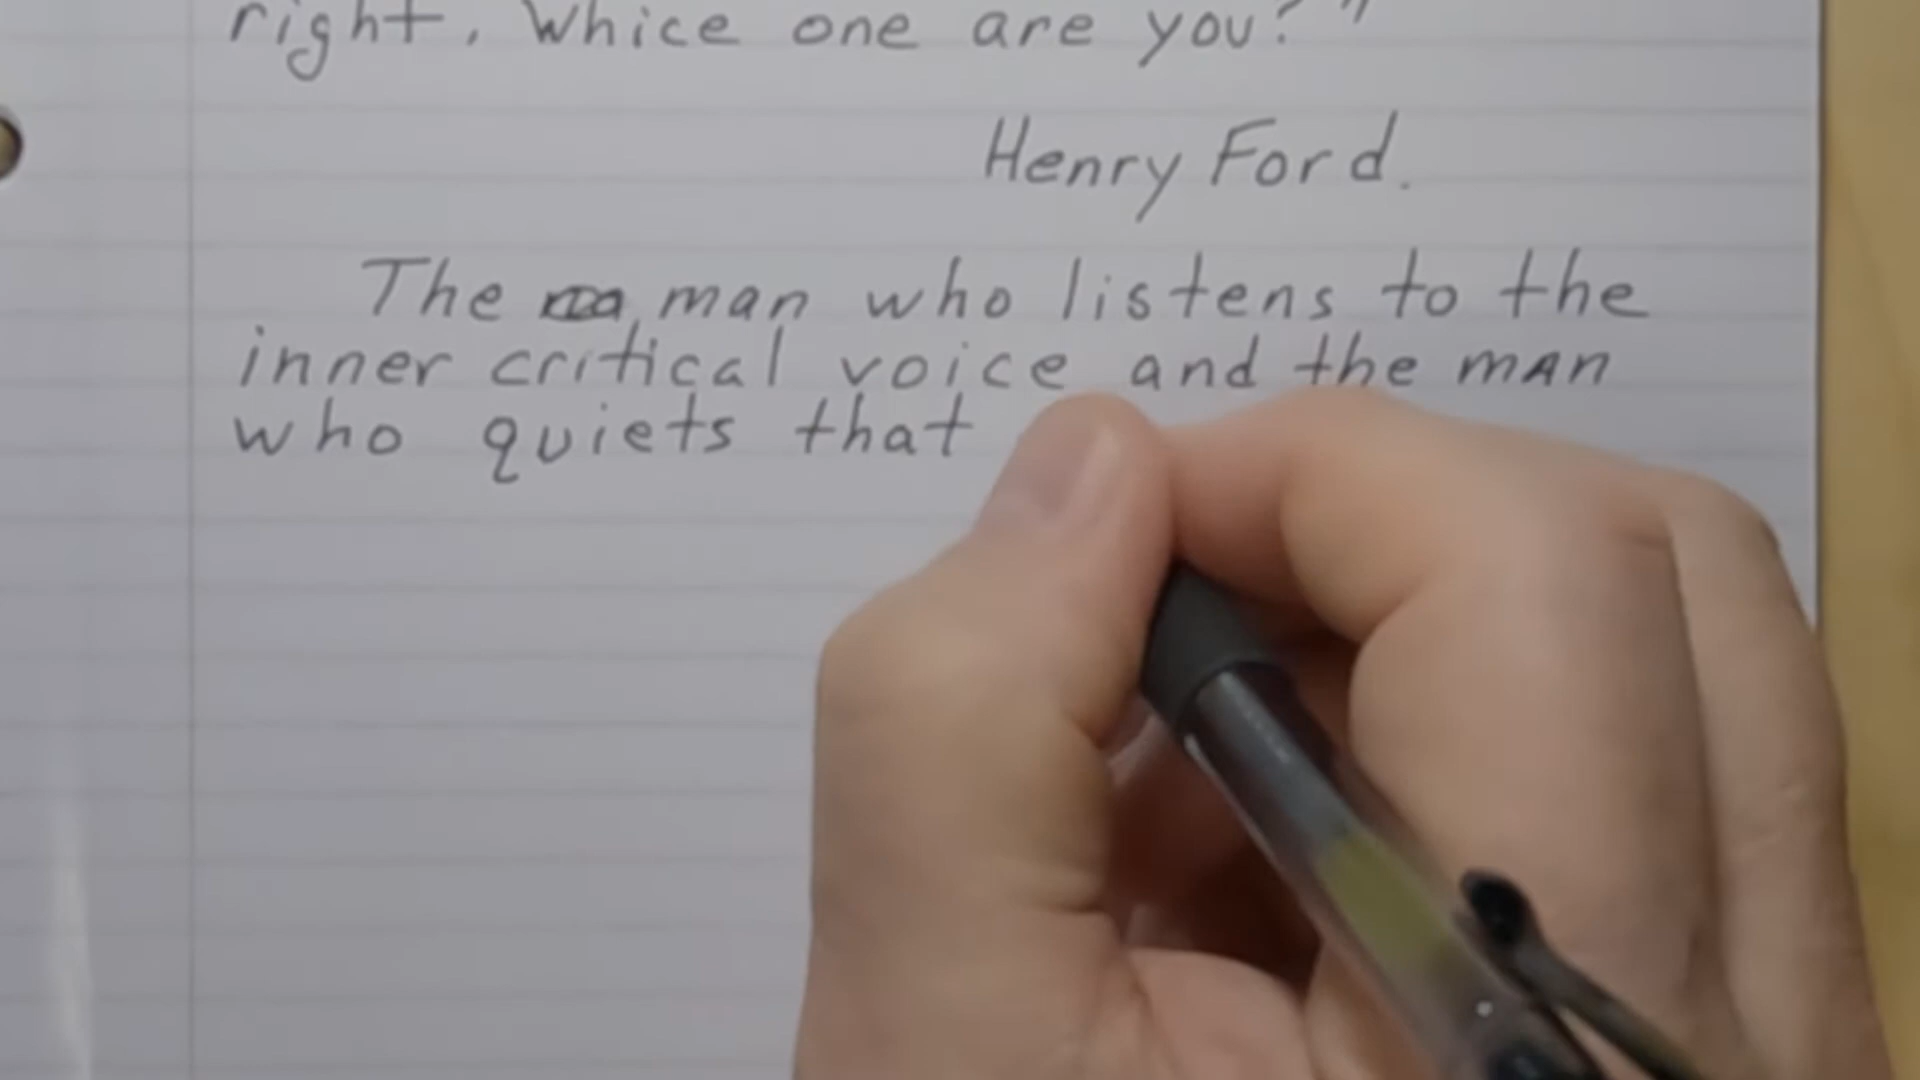 right. Whice one are you?"
Henry Ford.
The man who listens to the
inner critical voice and the man
who quiets that